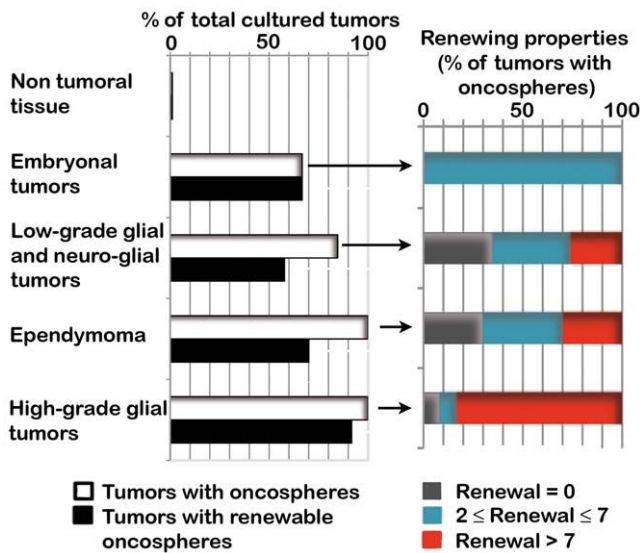 % of total cultured tumors
0 50 100
Non tumoral
tissue
Embryonal
tumors
Low-grade glial
and neuro-glial
tumors
Ependymoma
High-grade glial
tumors
Renewing properties
(% of tumors with
oncospheres)
0 50 100
Tumors with oncospheres
Tumors with renewable
oncospheres
Renewal = 0
2 ≤ Renewal ≤ 7
Renewal > 7